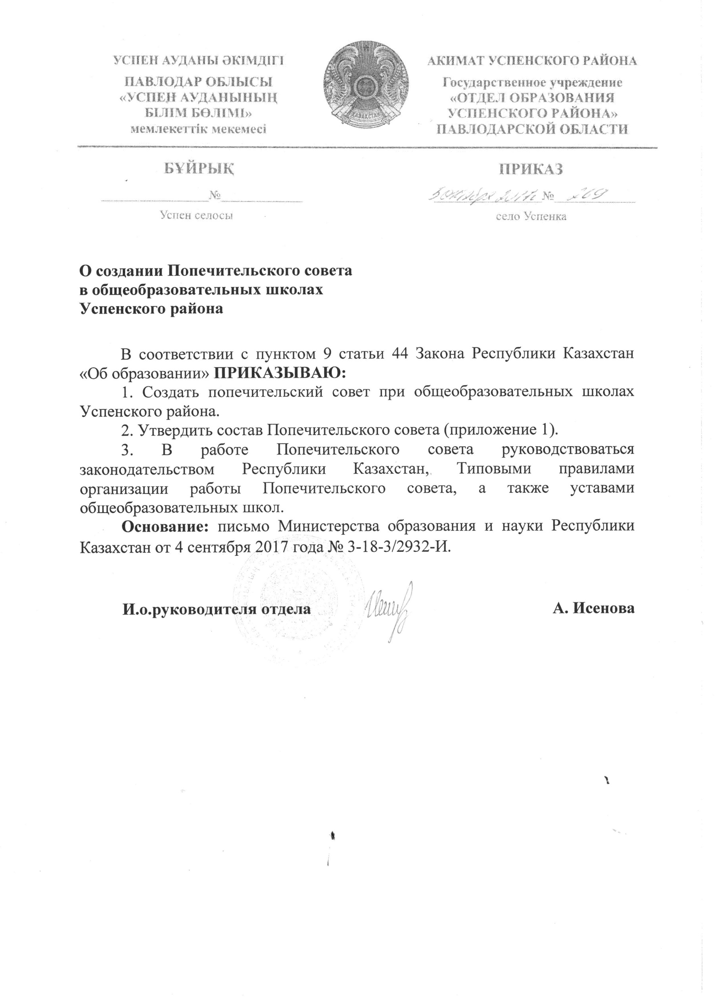 УСПЕН АУДАНЫ ӘКІМДІГІ
ПАВЛОДАР ОБЛЫСЫ
«УСПЕН АУДАНЫНЫҢ
БІЛІМ БӨЛІМІ»
мемлекеттік мекемесі
ҚАЗАҚСТАН
АКИМАТ УСПЕНСКОГО РАЙОНА
Государственное учреждение
«ОТДЕЛ ОБРАЗОВАНИЯ
УСПЕНСКОГО РАЙОНА»
ПАВЛОДАРСКОЙ ОБЛАСТИ
БҰЙРЫҚ
№
Успен селосы
ПРИКАЗ
5 октября 2017г № 269
село Успенка
О создании Попечительского совета
в общеобразовательных школах
Успенского района
В соответствии с пунктом 9 статьи 44 Закона Республики Казахстан
«Об образовании» ПРИКАЗЫВАЮ:
1. Создать попечительский совет при общеобразовательных школах
Успенского района.
2. Утвердить состав Попечительского совета (приложение 1).
3. В работе Попечительского совета руководствоваться
законодательством Республики Казахстан, Типовыми правилами
организации работы Попечительского совета, а также уставами
общеобразовательных школ.
Основание: письмо Министерства образования и науки Республики
Казахстан от 4 сентября 2017 года № 3-18-3/2932-И.
И.о.руководителя отдела
А. Исенова